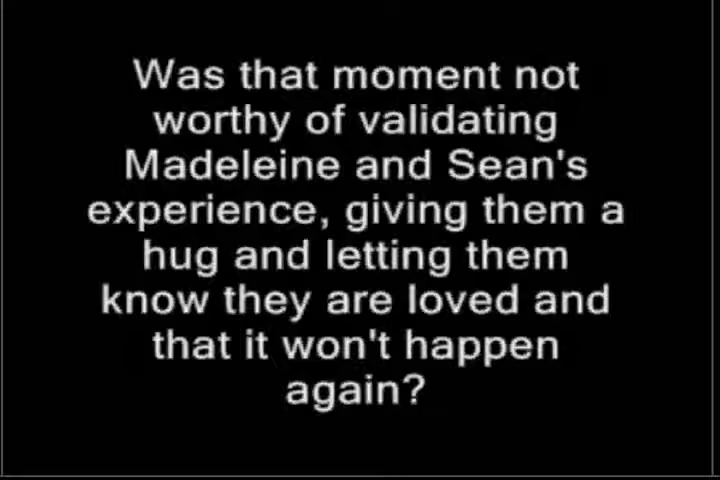 Was that moment not
worthy of validating
Madeleine and Sean's
experience, giving them a
hug and letting them
know they are loved and
that it won't happen
again?